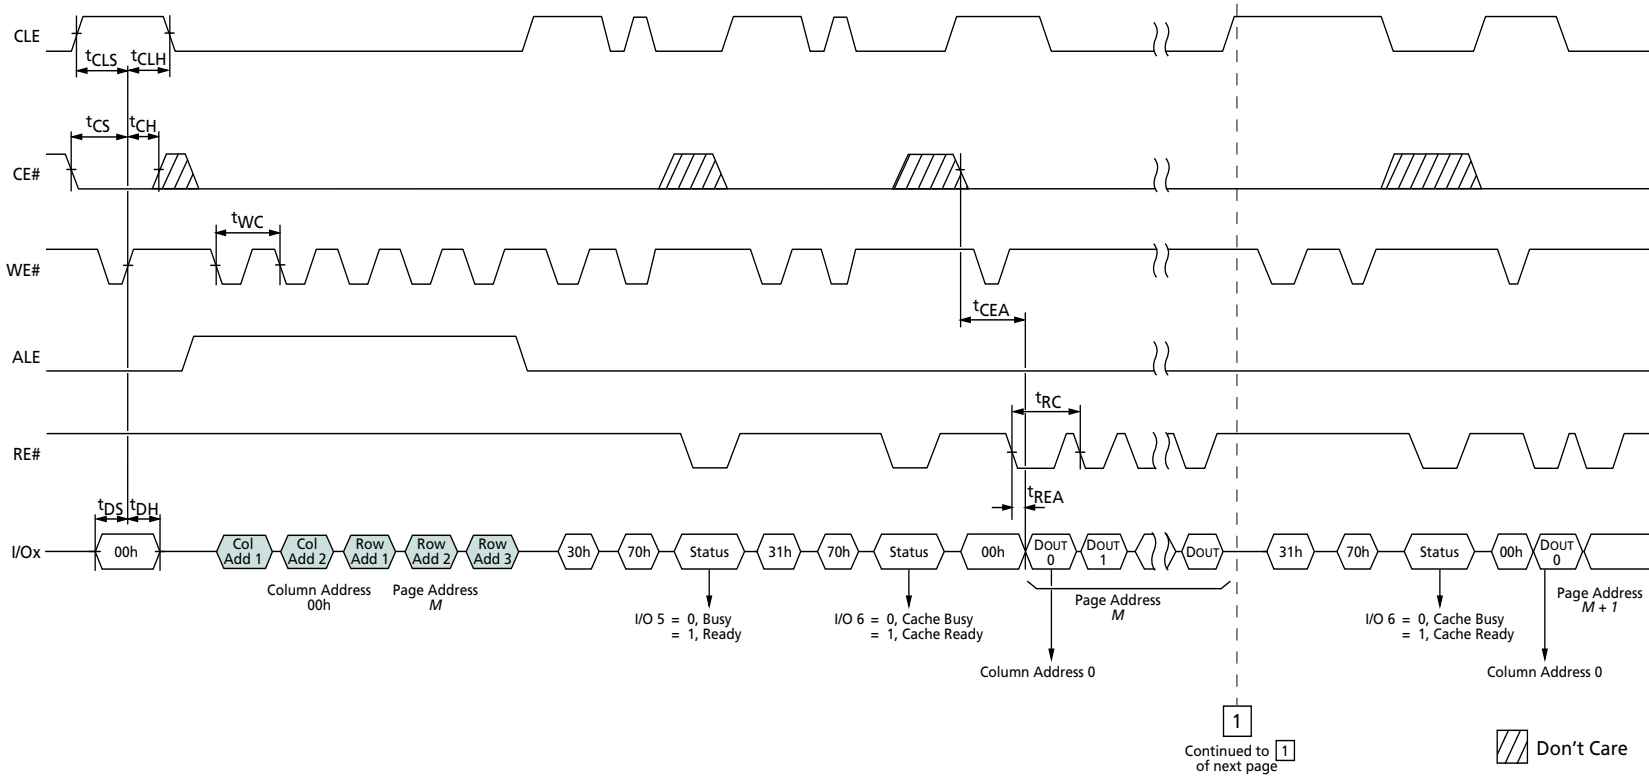 CLE
tCLS tCLH
tCS tCH
CE#
tWC
WE#
tCEA
ALE
tRC
RE#
tREA
tDS tDH
I/Ox
00h
Col
Add 1
Col
Add 2
Row
Add 1
Row
Add 2
Row
Add 3
30h
70h
Status
31h
70h
Status
00h
DOUT
0
DOUT
1
DOUT
31h
70h
Status
00h
DOUT
0
Column Address
00h
Page Address
M
I/O 5 = 0, Busy
= 1, Ready
I/O 6 = 0, Cache Busy
= 1, Cache Ready
Page Address
M
Column Address 0
I/O 6 = 0, Cache Busy
= 1, Cache Ready
Page Address
M + 1
Column Address 0
1
Continued to 1
of next page
Don't Care